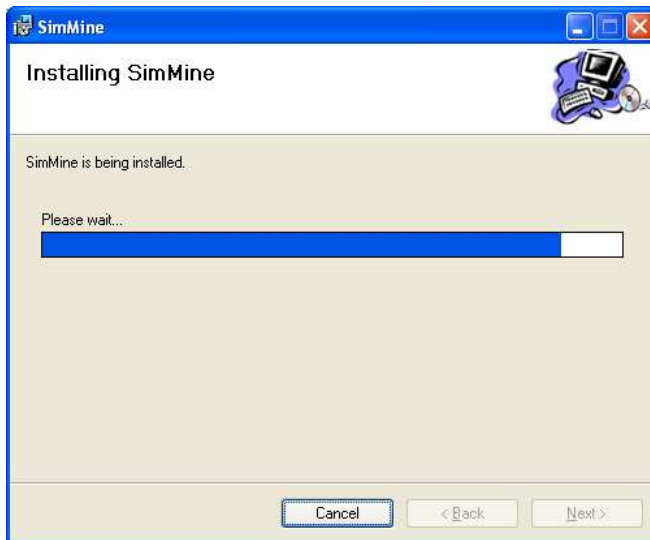 SimMine
Installing SimMine
SimMine is being installed.
Please wait...
Cancel
< Back
Next >